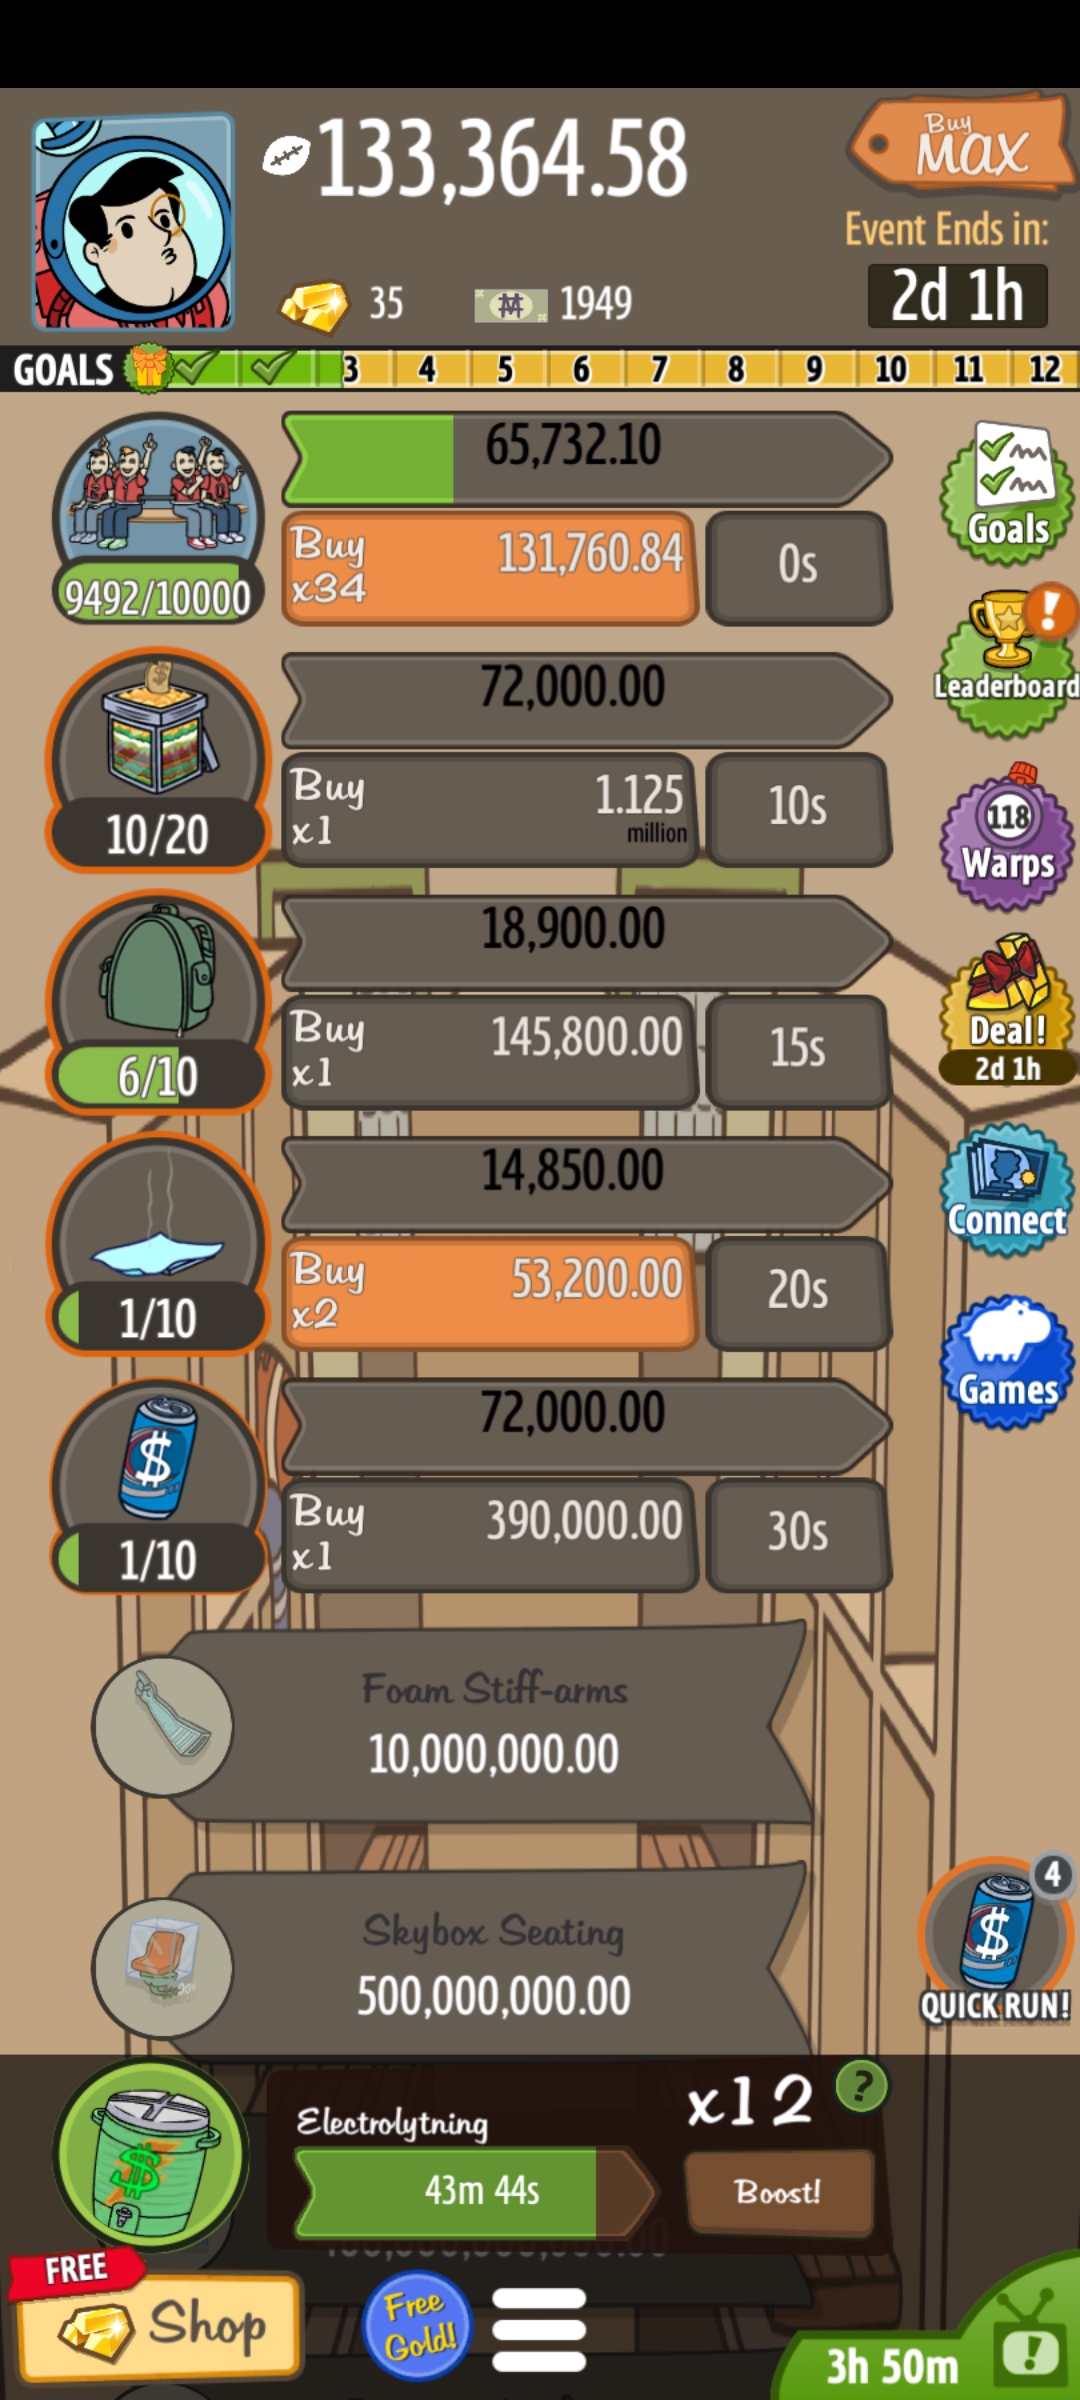 133,364.58
Buy
MAX
Event Ends in:
2d 1h
35
1949
GOALS 3 4 5 6 7 8 9 10 11 12
65,732.10
Buy
x34
131,760.84
0s
9492/10000
Goals
Leaderboard
72,000.00
Buy
x1
1.125
million
10s
10/20
118
Warps
18,900.00
Buy
x1
145,800.00
15s
6/10
Deal!
2d 1h
14,850.00
Buy
x2
53,200.00
20s
1/10
Connect
Games
72,000.00
Buy
x1
390,000.00
30s
1/10
Foam Stiff-arms
10,000,000.00
Skybox Seating
500,000,000.00
4
QUICK RUN!
Electrolytning
x12
?
43m 44s
Boost!
FREE
Shop
Free
Gold!
3h 50m